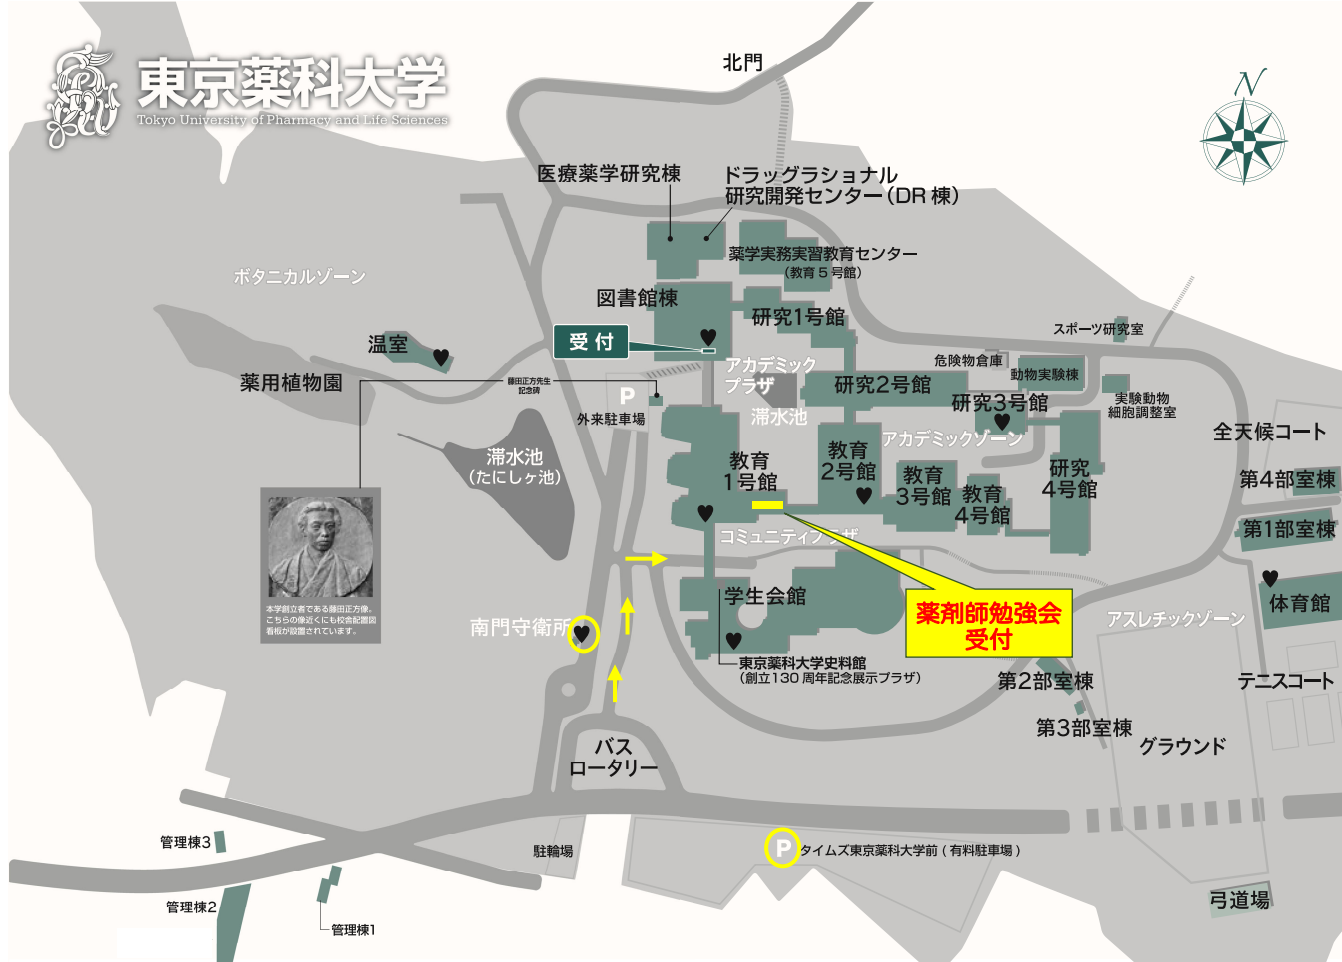 東京薬科大学
Tokyo University of Pharmacy and Life Sciences
北門
N
医療薬学研究棟
ドラッグラショナル
研究開発センター(DR 棟)
薬学実務実習教育センター
(教育 5 号館)
ボタニカルゾーン
図書館棟
研究1号館
受付
温室
スポーツ研究室
危険物倉庫
動物実験棟
アカデミック
プラザ
薬用植物園
藤田正方先生
記念碑
P
外来駐車場
研究2号館
研究3号館
実験動物
細胞調整室
滞水池
アカデミックゾーン
全天候コート
滞水池
(たにしヶ池)
教育
1号館
教育
2号館
教育
3号館
教育
4号館
研究
4号館
第4部室棟
第1部室棟
コミュニティプラザ
本学創立者である藤田正方像。
こちらの像近くにも校舎配置図
看板が設置されています。
学生会館
薬剤師勉強会
受付
体育館
アスレチックゾーン
南門守衛所
東京薬科大学史料館
(創立130 周年記念展示プラザ)
第2部室棟
テニスコート
第3部室棟
グラウンド
バス
ロータリー
管理棟3
駐輪場
P
タイムズ東京薬科大学前 ( 有料駐車場 )
管理棟2
管理棟1
弓道場